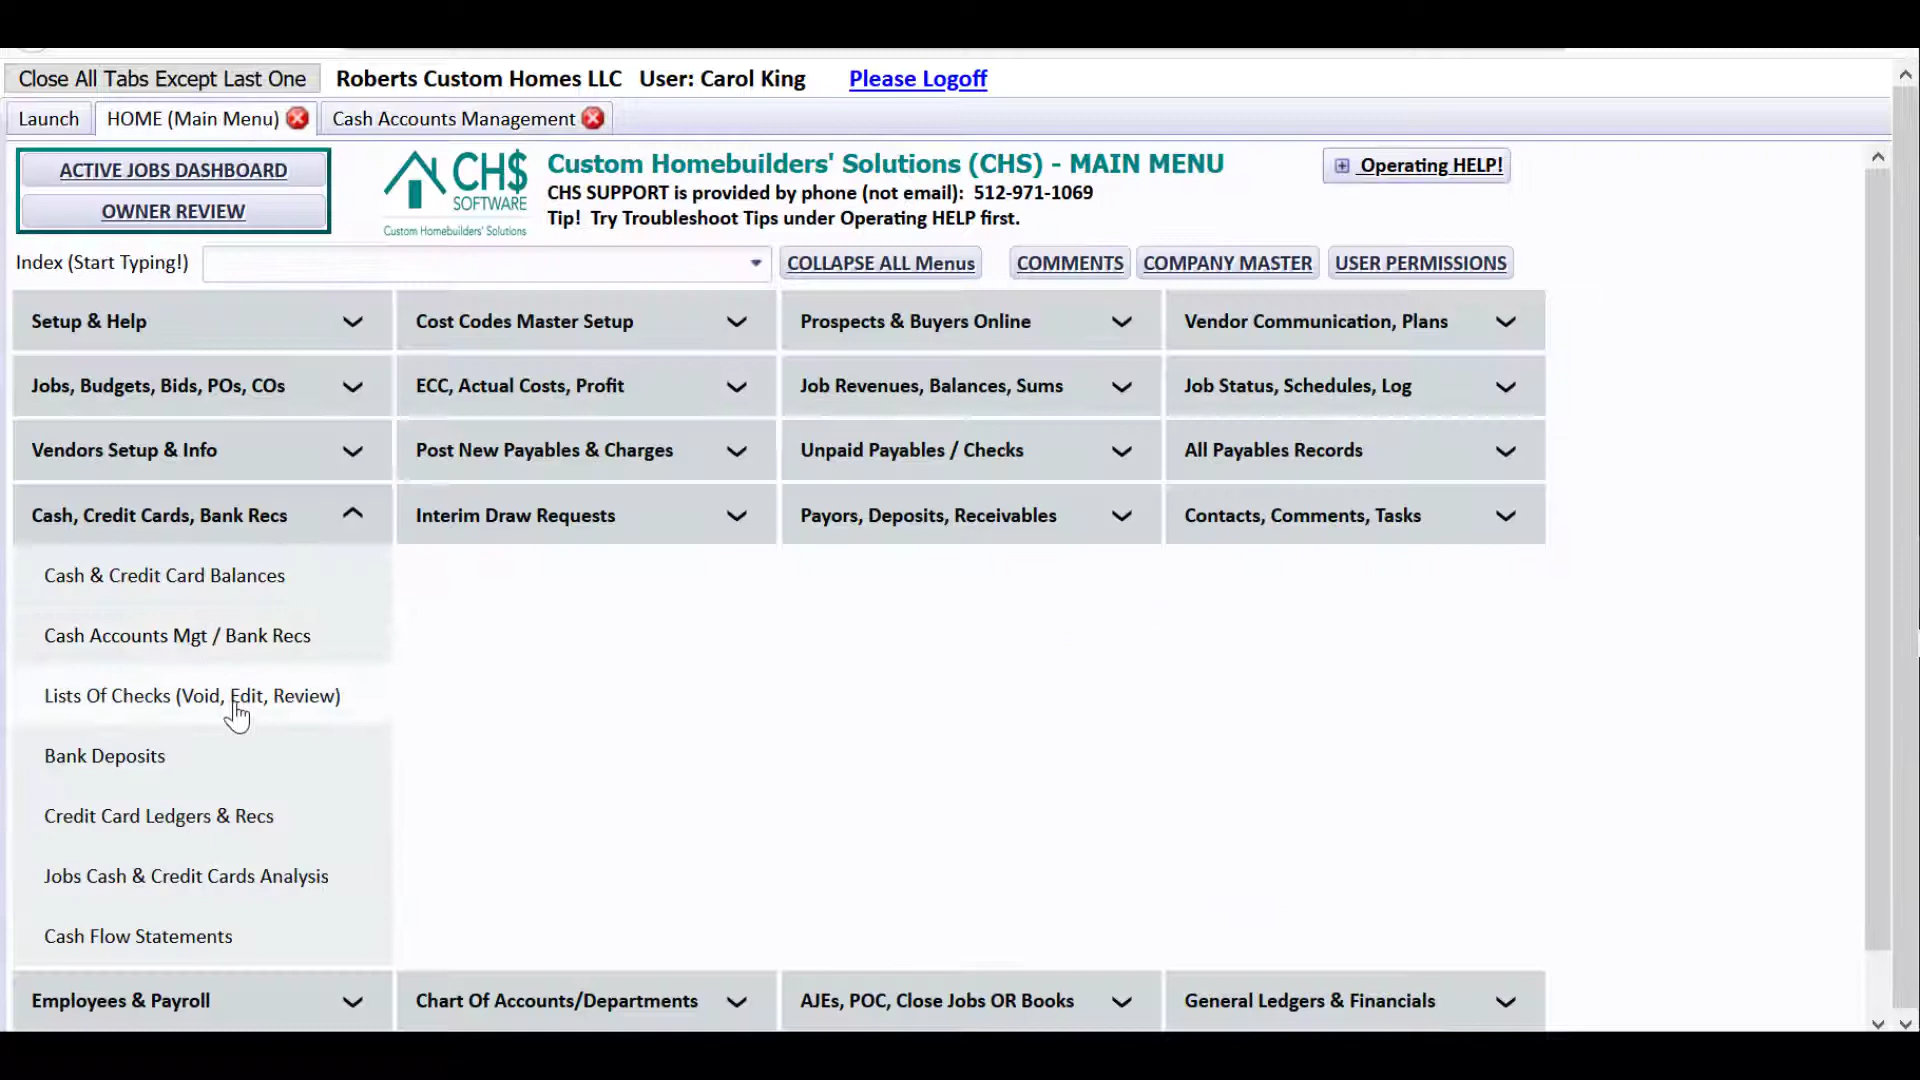 Close All Tabs Except Last One Roberts Custom Homes LLC User: Carol King Please Logoff
Launch HOME (Main Menu) Cash Accounts Management
ACTIVE JOBS DASHBOARD
OWNER REVIEW
CH$
SOFTWARE
Custom Homebuilders' Solutions
Custom Homebuilders' Solutions (CHS) - MAIN MENU
CHS SUPPORT is provided by phone (not email): 512-971-1069
Tip! Try Troubleshoot Tips under Operating HELP first.
Operating HELP!
Index (Start Typing!) COLLAPSE ALL Menus COMMENTS COMPANY MASTER USER PERMISSIONS
Setup & Help Cost Codes Master Setup Prospects & Buyers Online Vendor Communication, Plans
Jobs, Budgets, Bids, POs, COs ECC, Actual Costs, Profit Job Revenues, Balances, Sums Job Status, Schedules, Log
Vendors Setup & Info Post New Payables & Charges Unpaid Payables / Checks All Payables Records
Cash, Credit Cards, Bank Recs Interim Draw Requests Payors, Deposits, Receivables Contacts, Comments, Tasks
Cash & Credit Card Balances
Cash Accounts Mgt / Bank Recs
Lists Of Checks (Void, Edit, Review)
Bank Deposits
Credit Card Ledgers & Recs
Jobs Cash & Credit Cards Analysis
Cash Flow Statements
Employees & Payroll Chart Of Accounts/Departments AJEs, POC, Close Jobs OR Books General Ledgers & Financials